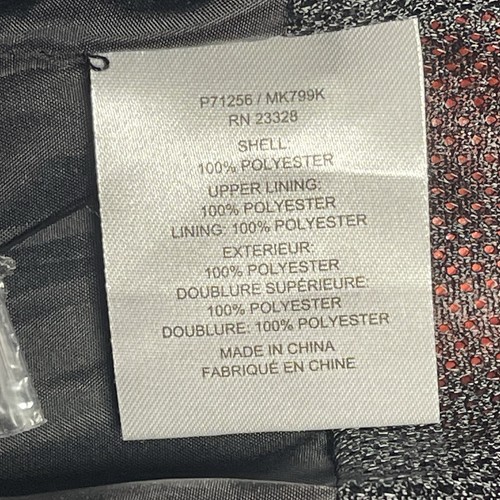 P71256 / MK799K
RN 23328
SHELL:
100% POLYESTER
UPPER LINING:
100% POLYESTER
LINING: 100% POLYESTER
EXTERIEUR:
100% POLYESTER
DOUBLURE SUPÉRIEURE:
100% POLYESTER
DOUBLURE: 100% POLYESTER
MADE IN CHINA
FABRIQUÉ EN CHINE